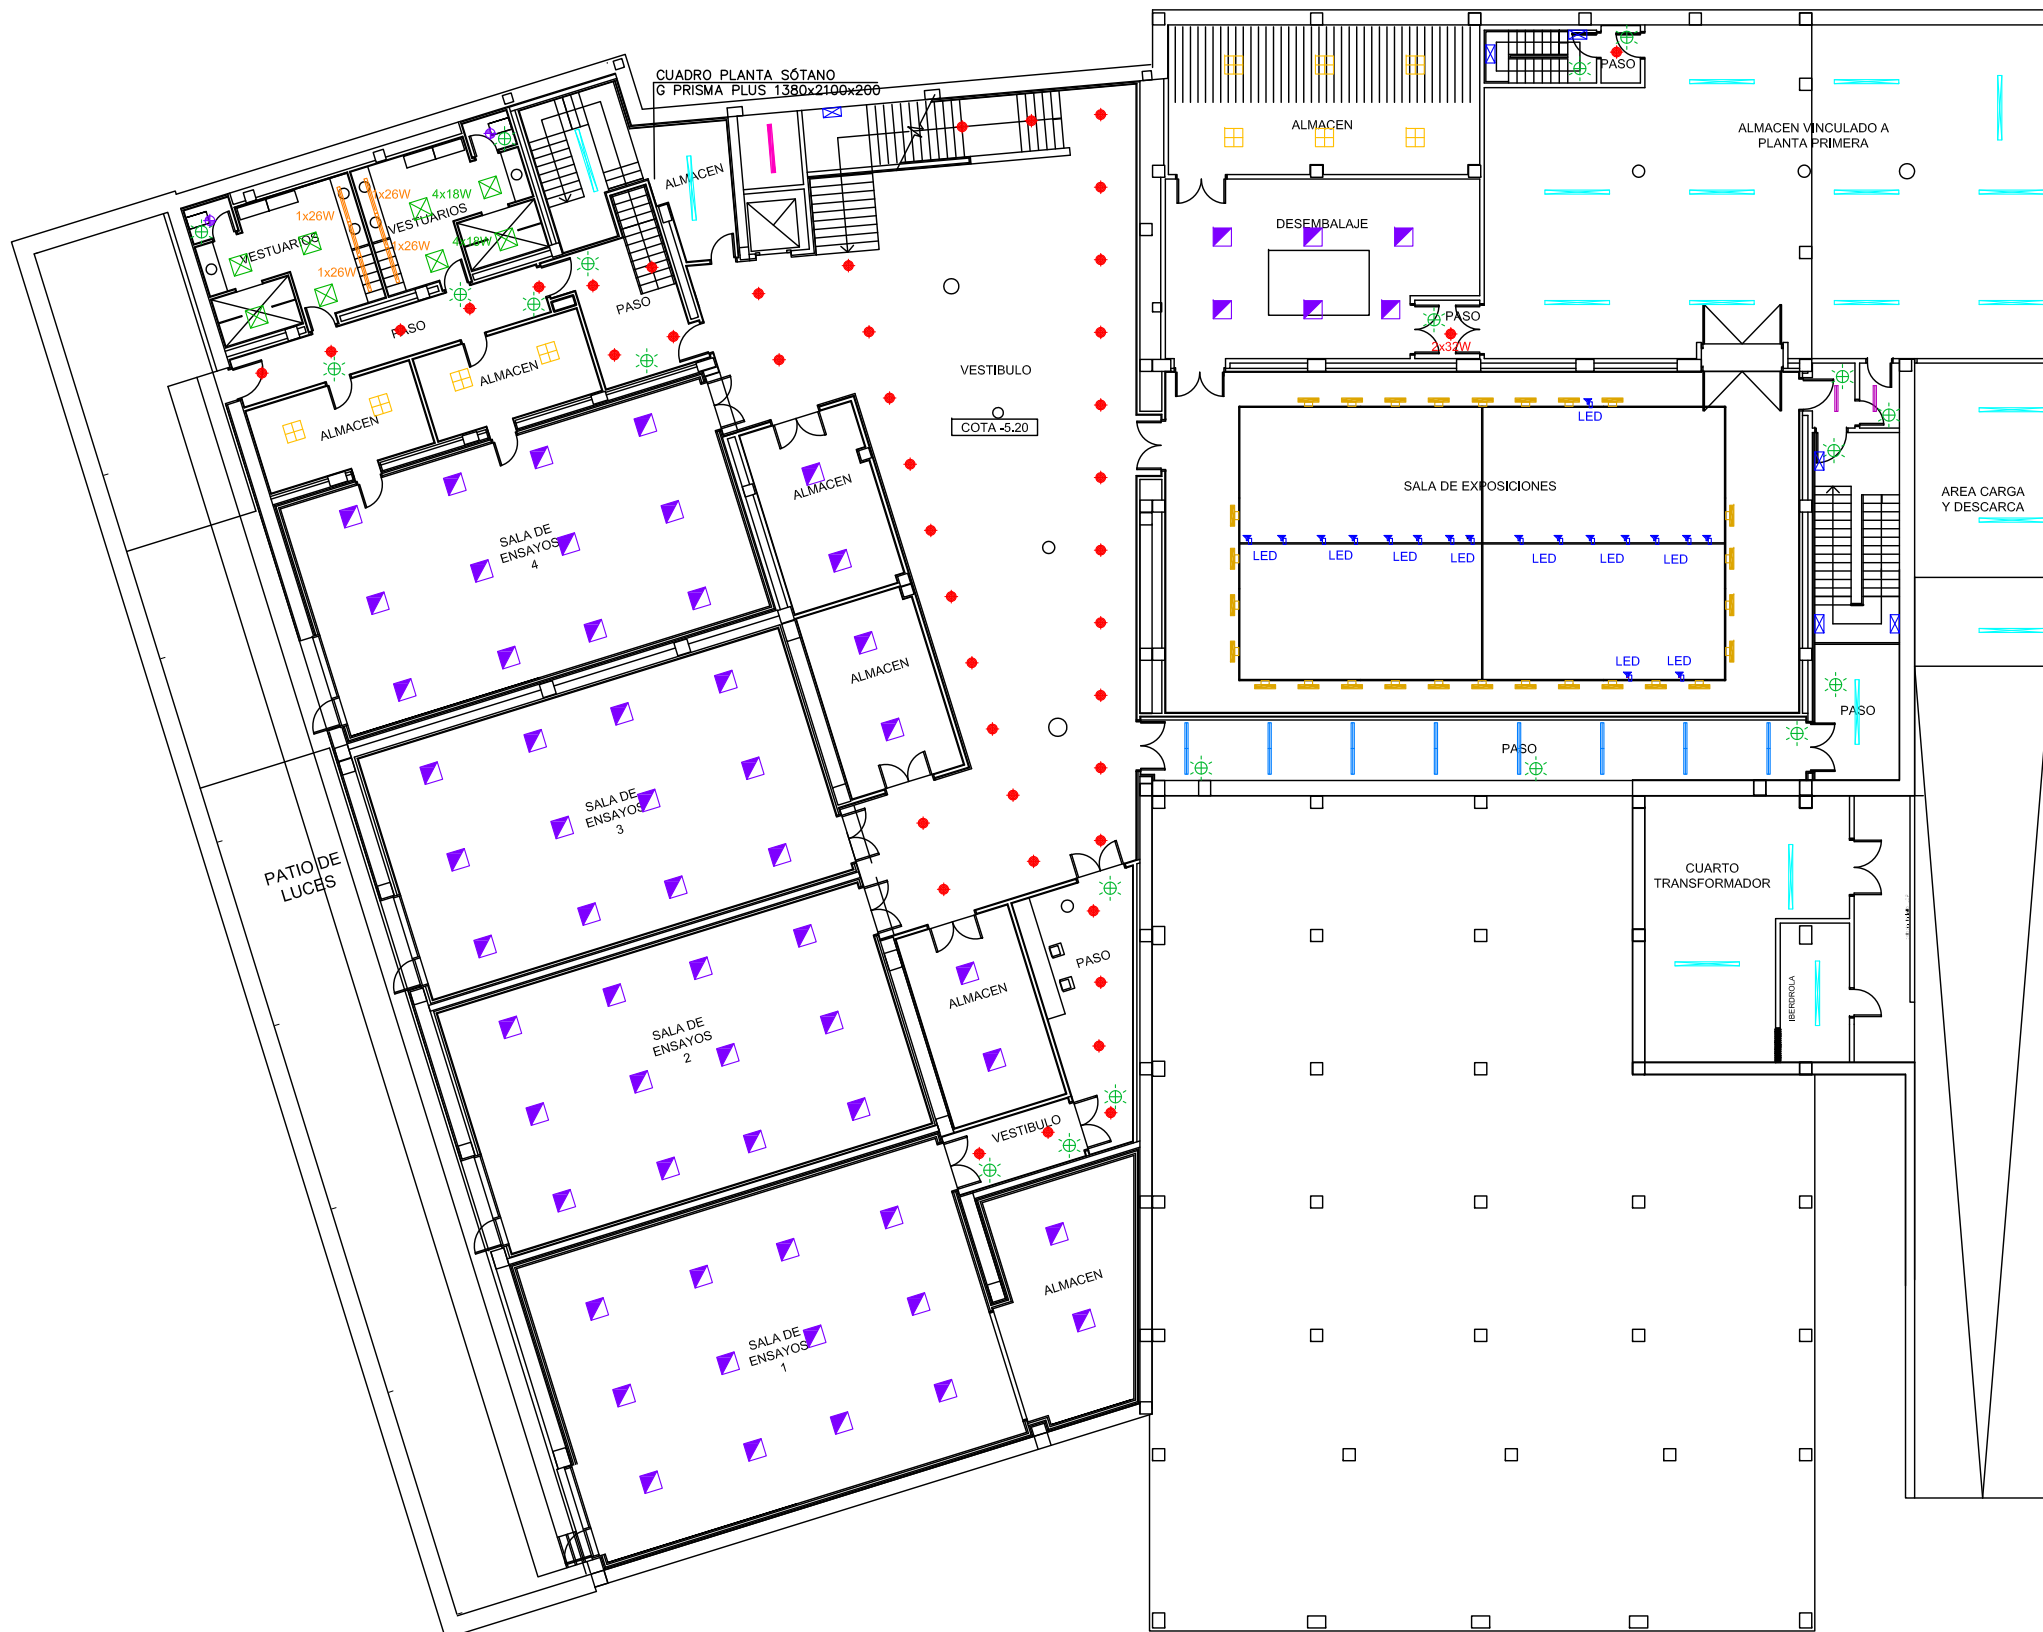 CUADRO PLANTA SÓTANO
G PRISMA PLUS 1380x2100x200
PASO
ALMACEN
ALMACEN VINCULADO A
PLANTA PRIMERA
ALMACEN
1x26W
4x18W
1x26W
VESTUARIOS
VESTUARIOS
4x18W
1x26W
1x26W
DESEMBALAJE
PASO
PASO
PASO
2x32W
VESTIBULO
ALMACEN
ALMACEN
COTA -5.20
LED
SALA DE EXPOSICIONES
ALMACEN
AREA CARGA
Y DESCARCA
SALA DE
ENSAYOS
4
LED
LED
LED
LED
LED
LED
LED
LED
LED
ALMACEN
PASO
PASO
SALA DE
ENSAYOS
3
PATIO DE
LUCES
CUARTO
TRANSFORMADOR
PASO
ALMACEN
IBERDROLA
SALA DE
ENSAYOS
2
VESTIBULO
ALMACEN
SALA DE
ENSAYOS
1